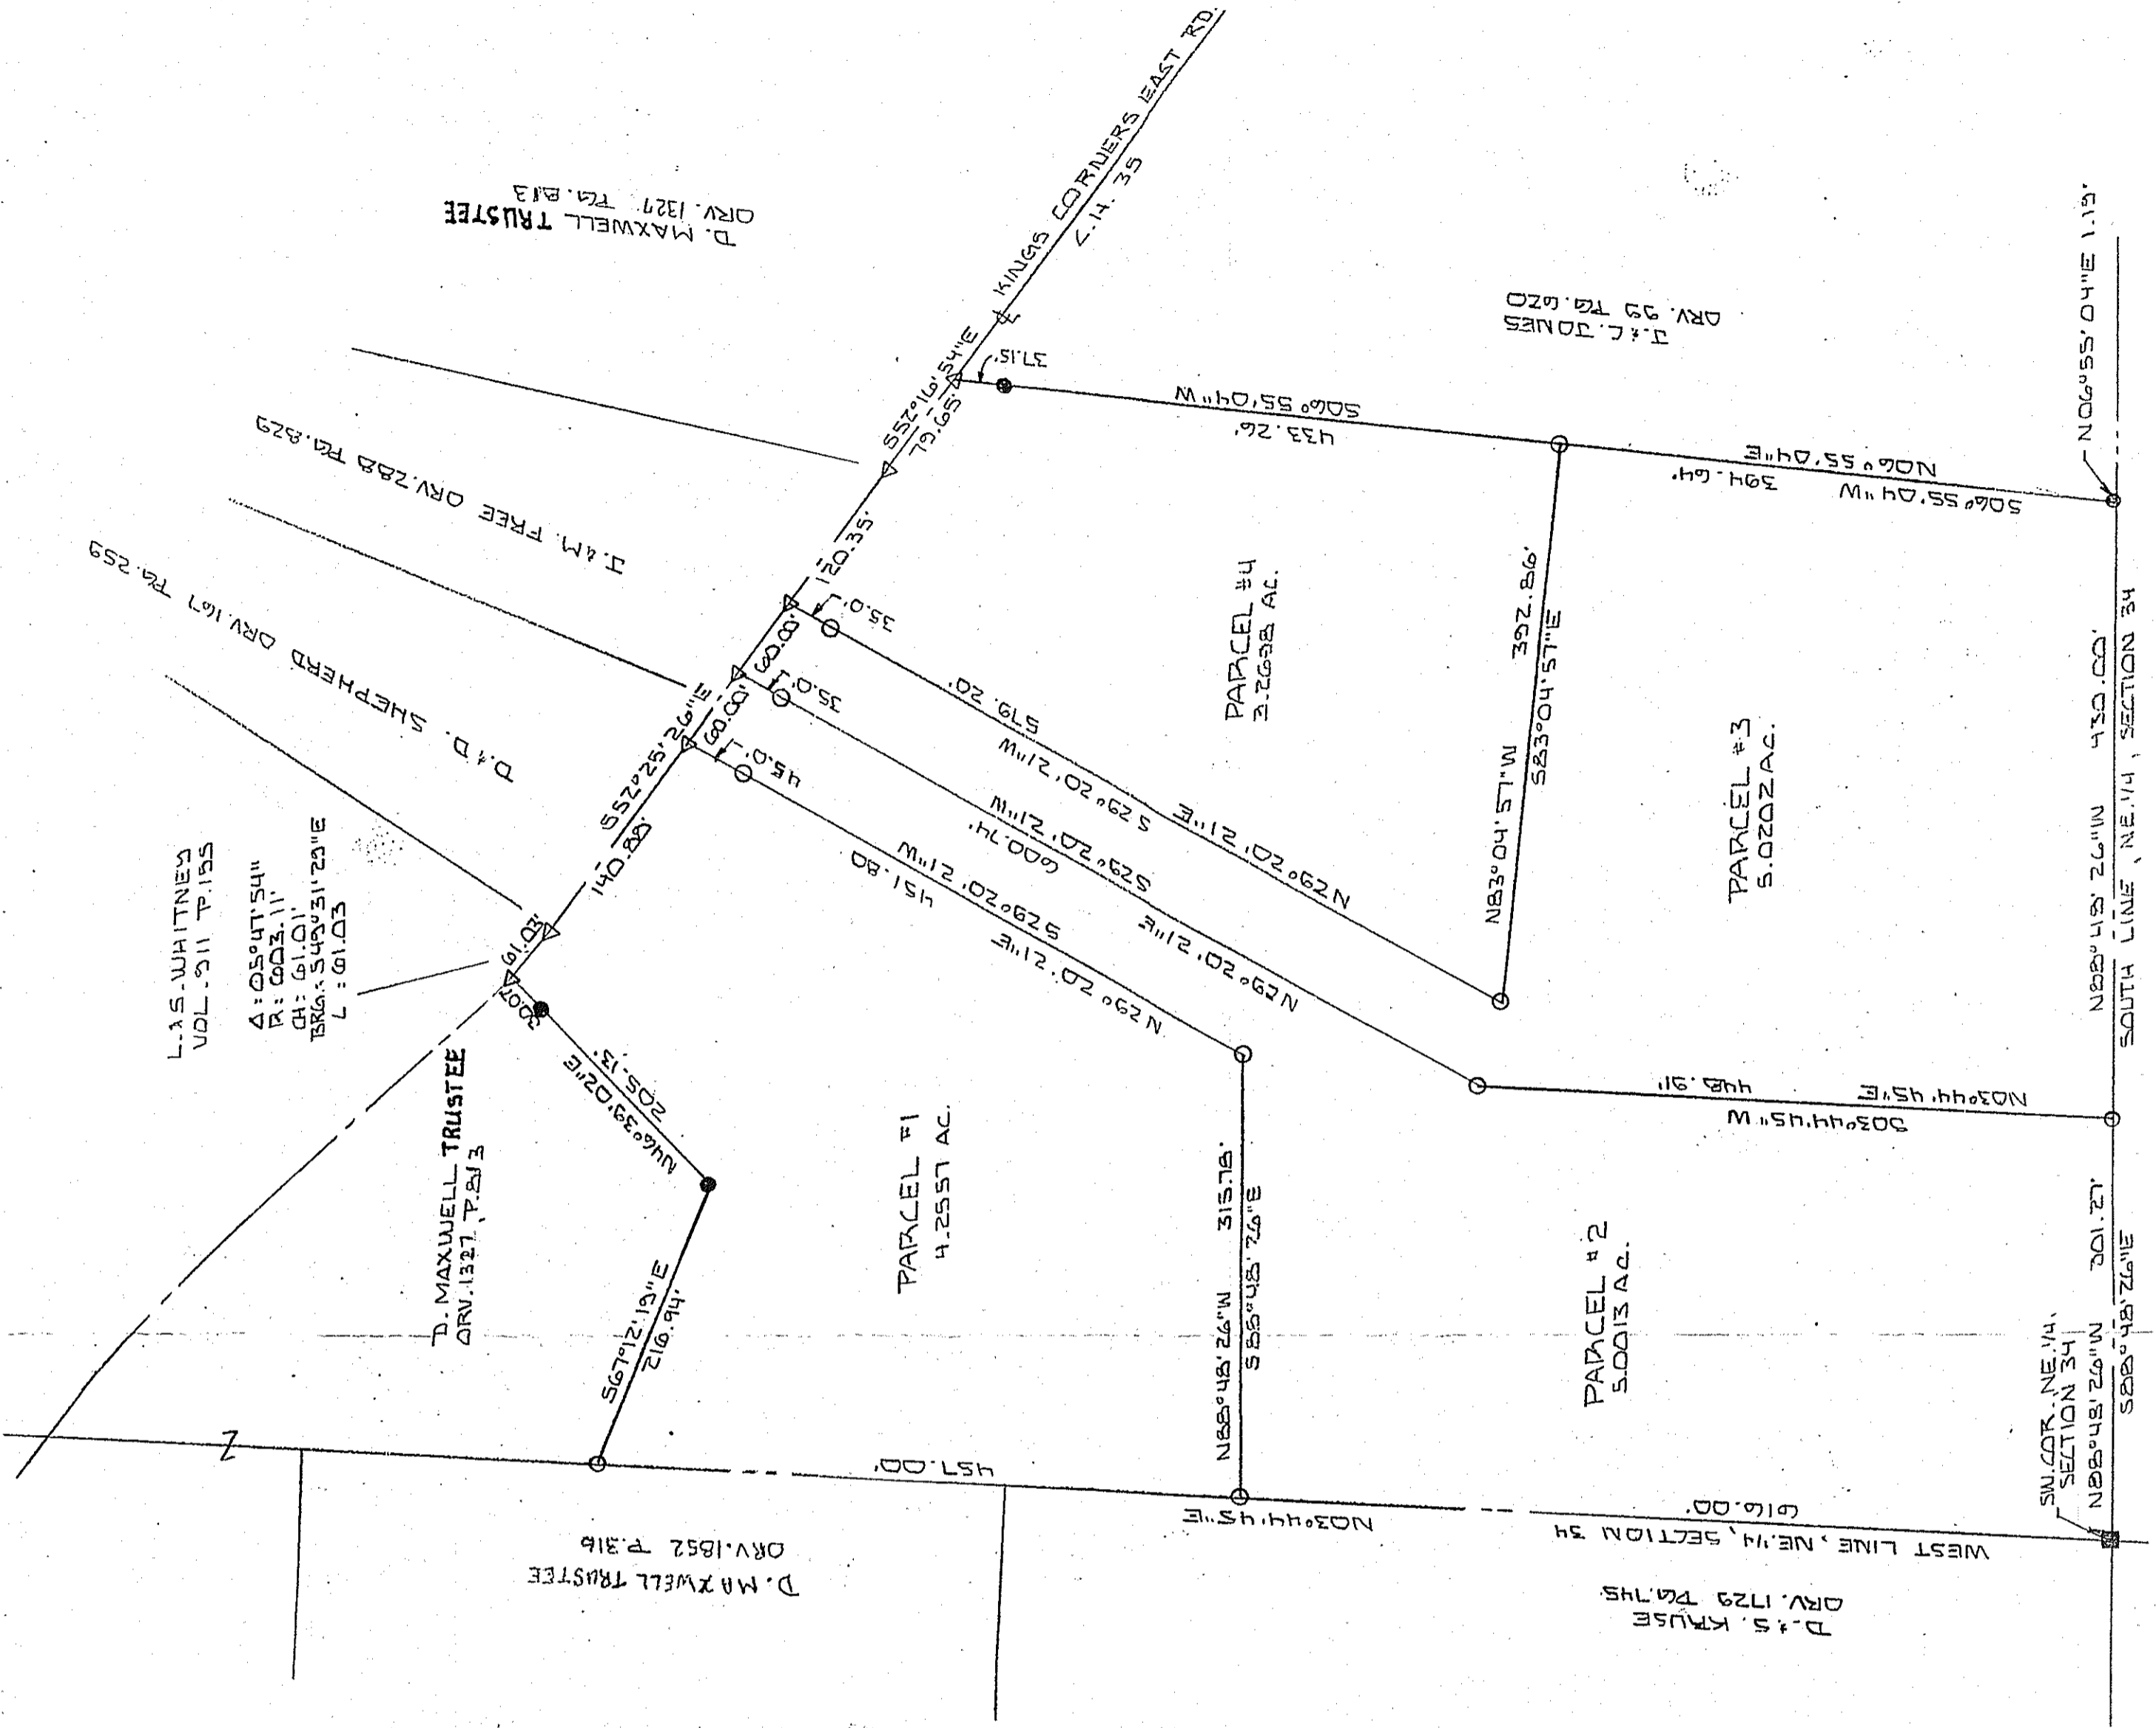 L. & S. WHITNEY
VOL. 911 P. 155
Δ: 05°47'54"
R: 603.11'
CH: 61.01'
BRG.: S49°31'29"E
L: 61.03
D. & D. SHEPHERD ORV. 167 PG. 259
J. & M. FREE ORV. 288 PG. 829
D. MAXWELL TRUSTEE
ORV. 1327 PG. 813
KINGS CORNERS EAST RD.
C.H. 35
S52°16'54"E
79.65'
120.35'
60.00'
60.00'
S52°25'26"E
140.88'
61.03'
30.07'
37.15'
35.0'
35.0'
45.0'
D. MAXWELL TRUSTEE
ORV. 1327, P. 813
N46°39'02"E
205.13'
S67°12'19"E
216.94'
PARCEL #1
4.2557 AC.
N29°20'21"E
S29°20'21"W
451.80
N29°20'21"E
S29°20'21"W
600.74'
N29°20'21"E
S29°20'21"W
579.20'
PARCEL #4
3.2698 AC.
S06°55'04"W
433.26'
J. & C. JONES
ORV. 99 PG. 620
N83°04'57"W 392.86'
S83°04'57"E
N06°55'04"E
394.64'
S06°55'04"W
N06°55'04"E 1.19'
PARCEL #3
5.0202 AC.
N88°48'26"W 430.00'
SOUTH LINE, NE.1/4, SECTION 34
N03°44'45"E 448.91'
S03°44'45"W
N88°48'26"W 315.78'
S88°48'26"E
PARCEL #2
5.0013 AC.
SW. COR. NE.1/4,
SECTION 34
N88°48'26"W 301.27'
S88°48'26"E
N
457.00'
N03°44'45"E
616.00'
WEST LINE, NE.1/4, SECTION 34
D. MAXWELL TRUSTEE
ORV. 1852 P. 316
D. & S. KRUSE
ORV. 1729 PG. 745